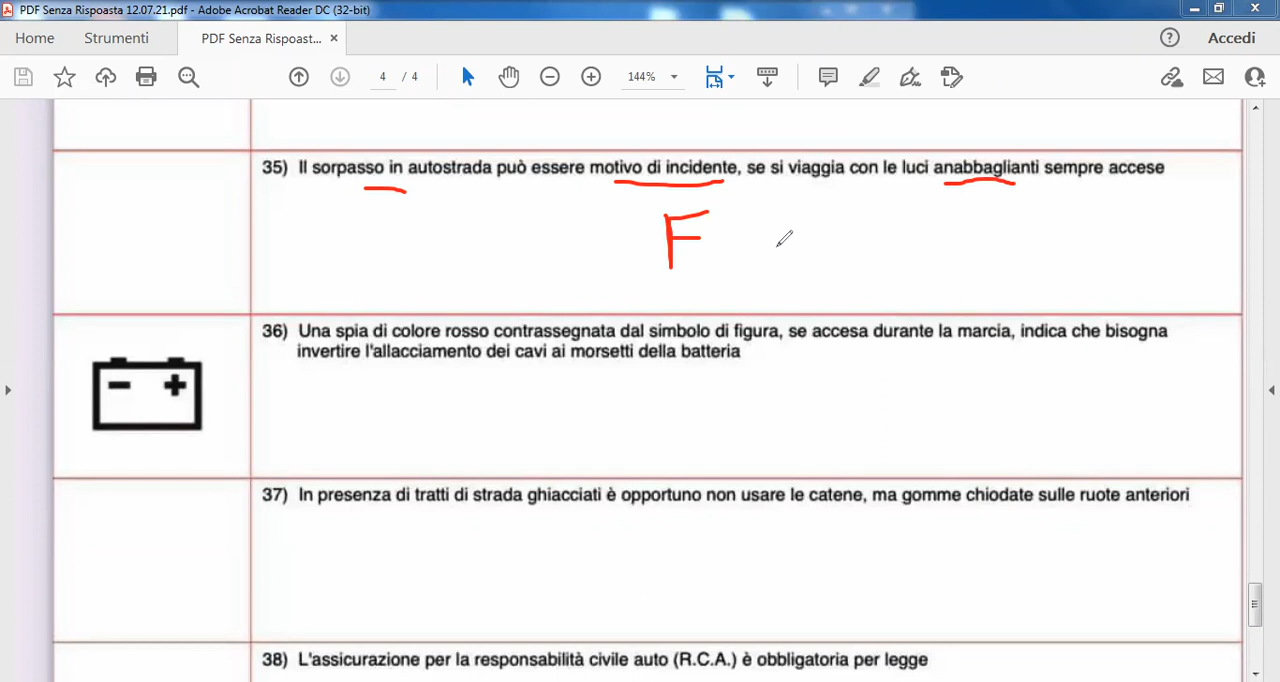 PDF Senza Rispoasta 12.07.21.pdf - Adobe Acrobat Reader DC (32-bit)
Home Strumenti PDF Senza Rispoast... × Accedi
4 / 4 144%
35) Il sorpasso in autostrada può essere motivo di incidente, se si viaggia con le luci anabbaglianti sempre accese
F
36) Una spia di colore rosso contrassegnata dal simbolo di figura, se accesa durante la marcia, indica che bisogna
invertire l'allacciamento dei cavi ai morsetti della batteria
37) In presenza di tratti di strada ghiacciati è opportuno non usare le catene, ma gomme chiodate sulle ruote anteriori
38) L'assicurazione per la responsabilità civile auto (R.C.A.) è obbligatoria per legge